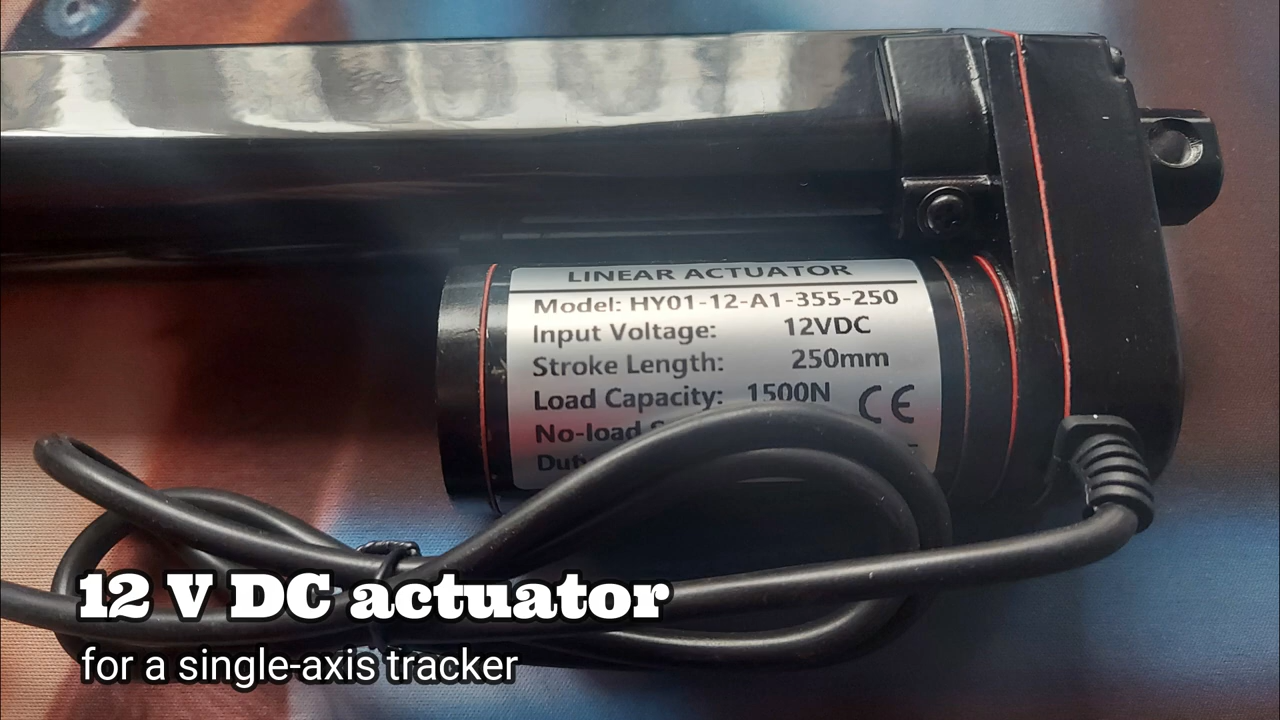 LINEAR ACTUATOR
Model: HY01-12-A1-355-250
Input Voltage: 12VDC
Stroke Length: 250mm
Load Capacity: 1500N
CE
No-load
12 V DC actuator
for a single-axis tracker